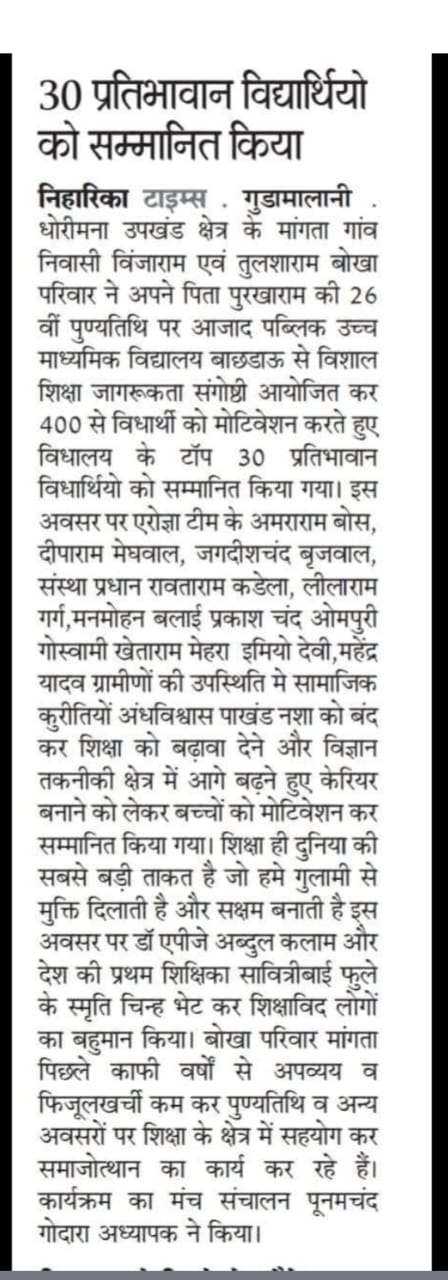 30 प्रतिभावान विद्यार्थियो
को सम्मानित किया
निहारिका टाइम्स . गुडामालानी .
धोरीमना उपखंड क्षेत्र के मांगता गांव
निवासी विंजाराम एवं तुलशाराम बोखा
परिवार ने अपने पिता पुरखाराम की 26
वीं पुण्यतिथि पर आजाद पब्लिक उच्च
माध्यमिक विद्यालय बाछडाऊ से विशाल
शिक्षा जागरूकता संगोष्ठी आयोजित कर
400 से विधार्थी को मोटिवेशन करते हुए
विधालय के टॉप 30 प्रतिभावान
विधार्थियो को सम्मानित किया गया। इस
अवसर पर एरोज्ञा टीम के अमराराम बोस,
दीपाराम मेघवाल, जगदीशचंद बृजवाल,
संस्था प्रधान रावताराम कडेला, लीलाराम
गर्ग,मनमोहन बलाई प्रकाश चंद ओमपुरी
गोस्वामी खेताराम मेहरा इमियो देवी,महेंद्र
यादव ग्रामीणों की उपस्थिति मे सामाजिक
कुरीतियों अंधविश्वास पाखंड नशा को बंद
कर शिक्षा को बढ़ावा देने और विज्ञान
तकनीकी क्षेत्र में आगे बढ़ने हुए केरियर
बनाने को लेकर बच्चों को मोटिवेशन कर
सम्मानित किया गया। शिक्षा ही दुनिया की
सबसे बड़ी ताकत है जो हमे गुलामी से
मुक्ति दिलाती है और सक्षम बनाती है इस
अवसर पर डॉ एपीजे अब्दुल कलाम और
देश की प्रथम शिक्षिका सावित्रीबाई फुले
के स्मृति चिन्ह भेट कर शिक्षाविद लोगों
का बहुमान किया। बोखा परिवार मांगता
पिछले काफी वर्षों से अपव्यय व
फिजूलखर्ची कम कर पुण्यतिथि व अन्य
अवसरों पर शिक्षा के क्षेत्र में सहयोग कर
समाजोत्थान का कार्य कर रहे हैं।
कार्यक्रम का मंच संचालन पूनमचंद
गोदारा अध्यापक ने किया।